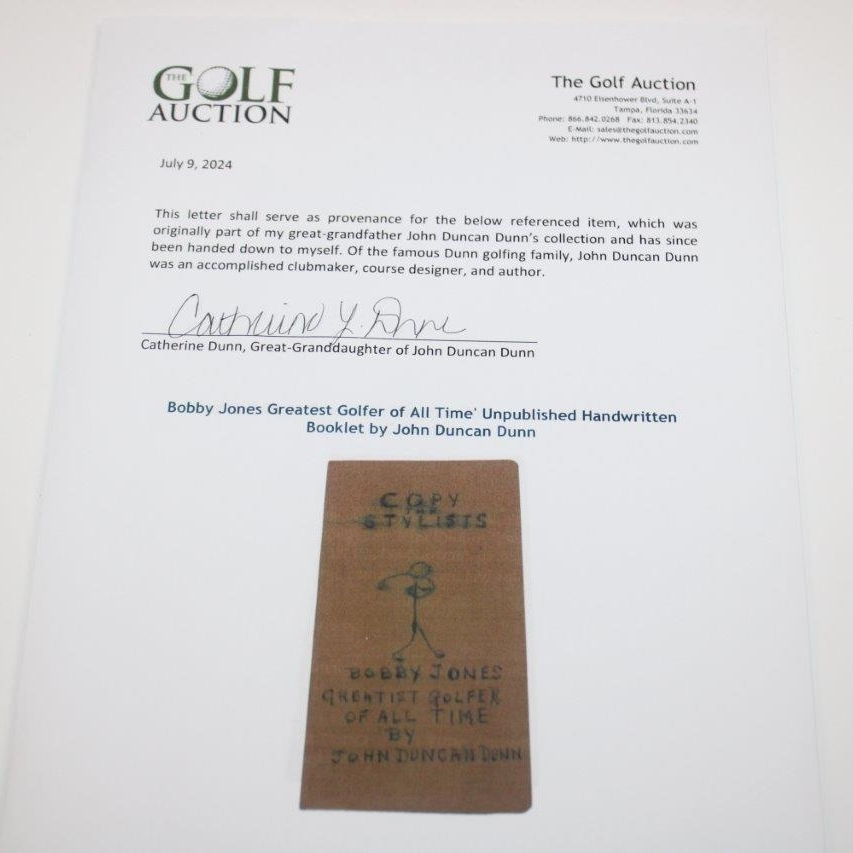 THE
GOLF
AUCTION
The Golf Auction
4710 Eisenhower Blvd, Suite A-1
Tampa, Florida 33634
Phone: 866.842.0268 Fax: 813.854.2340
E-Mail: sales@thegolfauction.com
Web: http://www.thegolfauction.com
July 9, 2024
This letter shall serve as provenance for the below referenced item, which was
originally part of my great-grandfather John Duncan Dunn's collection and has since
been handed down to myself. Of the famous Dunn golfing family, John Duncan Dunn
was an accomplished clubmaker, course designer, and author.
Catherine Y. Dunn
Catherine Dunn, Great-Granddaughter of John Duncan Dunn
Bobby Jones Greatest Golfer of All Time' Unpublished Handwritten
Booklet by John Duncan Dunn
COPY
THE
STYLISTS
BOBBY JONES
GREATIST GOLFER
OF ALL TIME
BY
JOHN DUNCAN DUNN